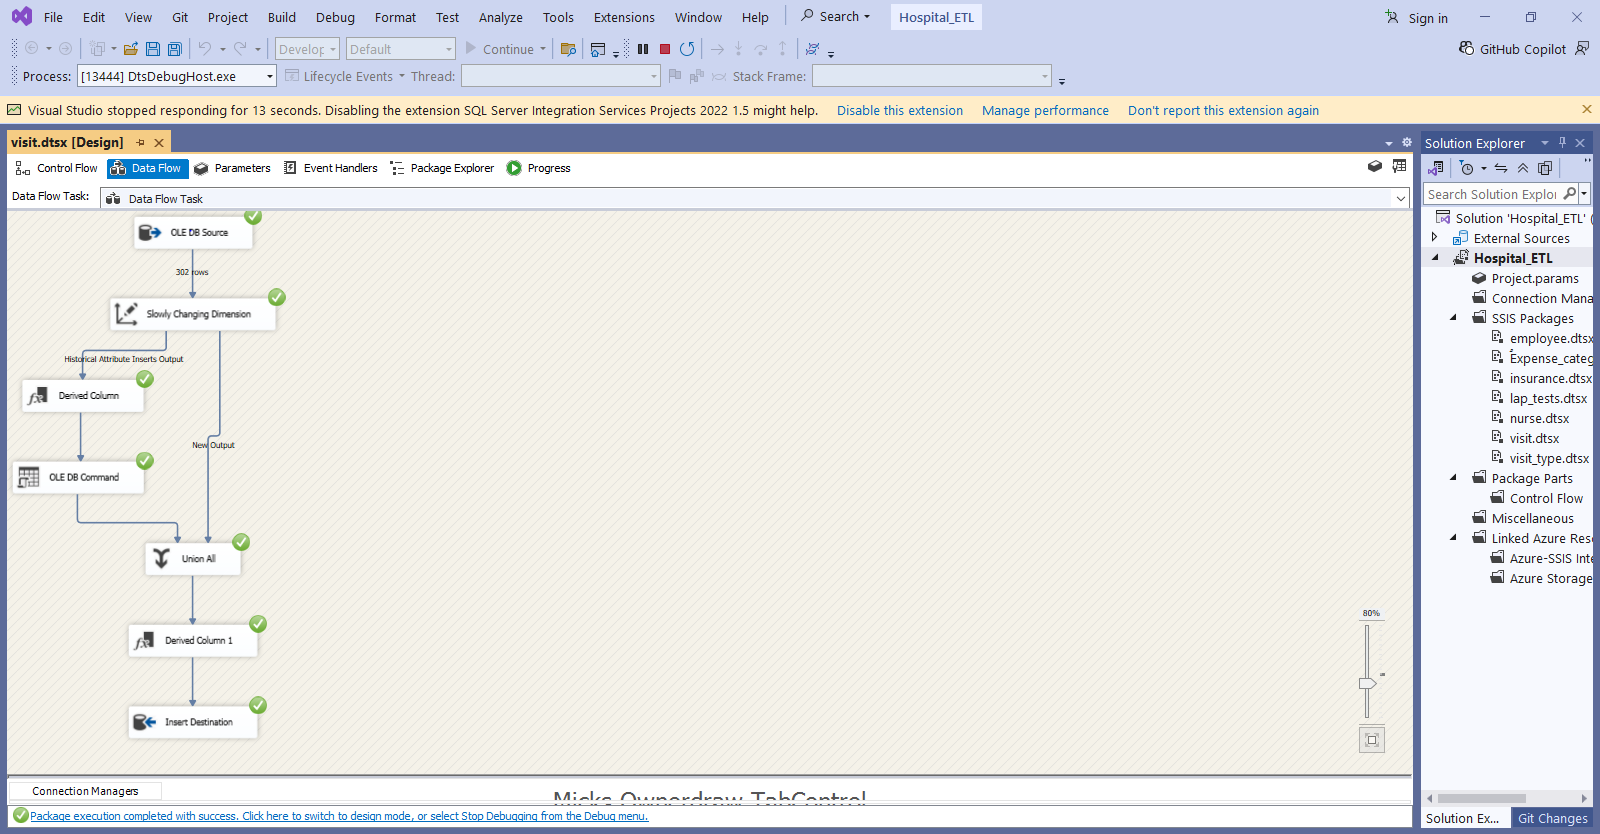 File Edit View Git Project Build Debug Format Test Analyze Tools Extensions Window Help Search Hospital_ETL Sign in
Develop Default Continue GitHub Copilot
Process: [13444] DtsDebugHost.exe Lifecycle Events Thread: Stack Frame:
Visual Studio stopped responding for 13 seconds. Disabling the extension SQL Server Integration Services Projects 2022 1.5 might help. Disable this extension Manage performance Don't report this extension again
visit.dtsx [Design]
Control Flow Data Flow Parameters Event Handlers Package Explorer Progress
Data Flow Task: Data Flow Task
OLE DB Source
302 rows
Slowly Changing Dimension
Historical Attribute Inserts Output
Derived Column
New Output
OLE DB Command
Union All
Derived Column 1
Insert Destination
80%
Connection Managers
Micks Ownerdraw TabControl
Package execution completed with success. Click here to switch to design mode, or select Stop Debugging from the Debug menu.
Solution Explorer
Search Solution Explor
Solution 'Hospital_ETL' (
External Sources
Hospital_ETL
Project.params
Connection Mana
SSIS Packages
employee.dtsx
Expense_categ
insurance.dtsx
lap_tests.dtsx
nurse.dtsx
visit.dtsx
visit_type.dtsx
Package Parts
Control Flow
Miscellaneous
Linked Azure Reso
Azure-SSIS Inte
Azure Storage
Solution Ex... Git Changes